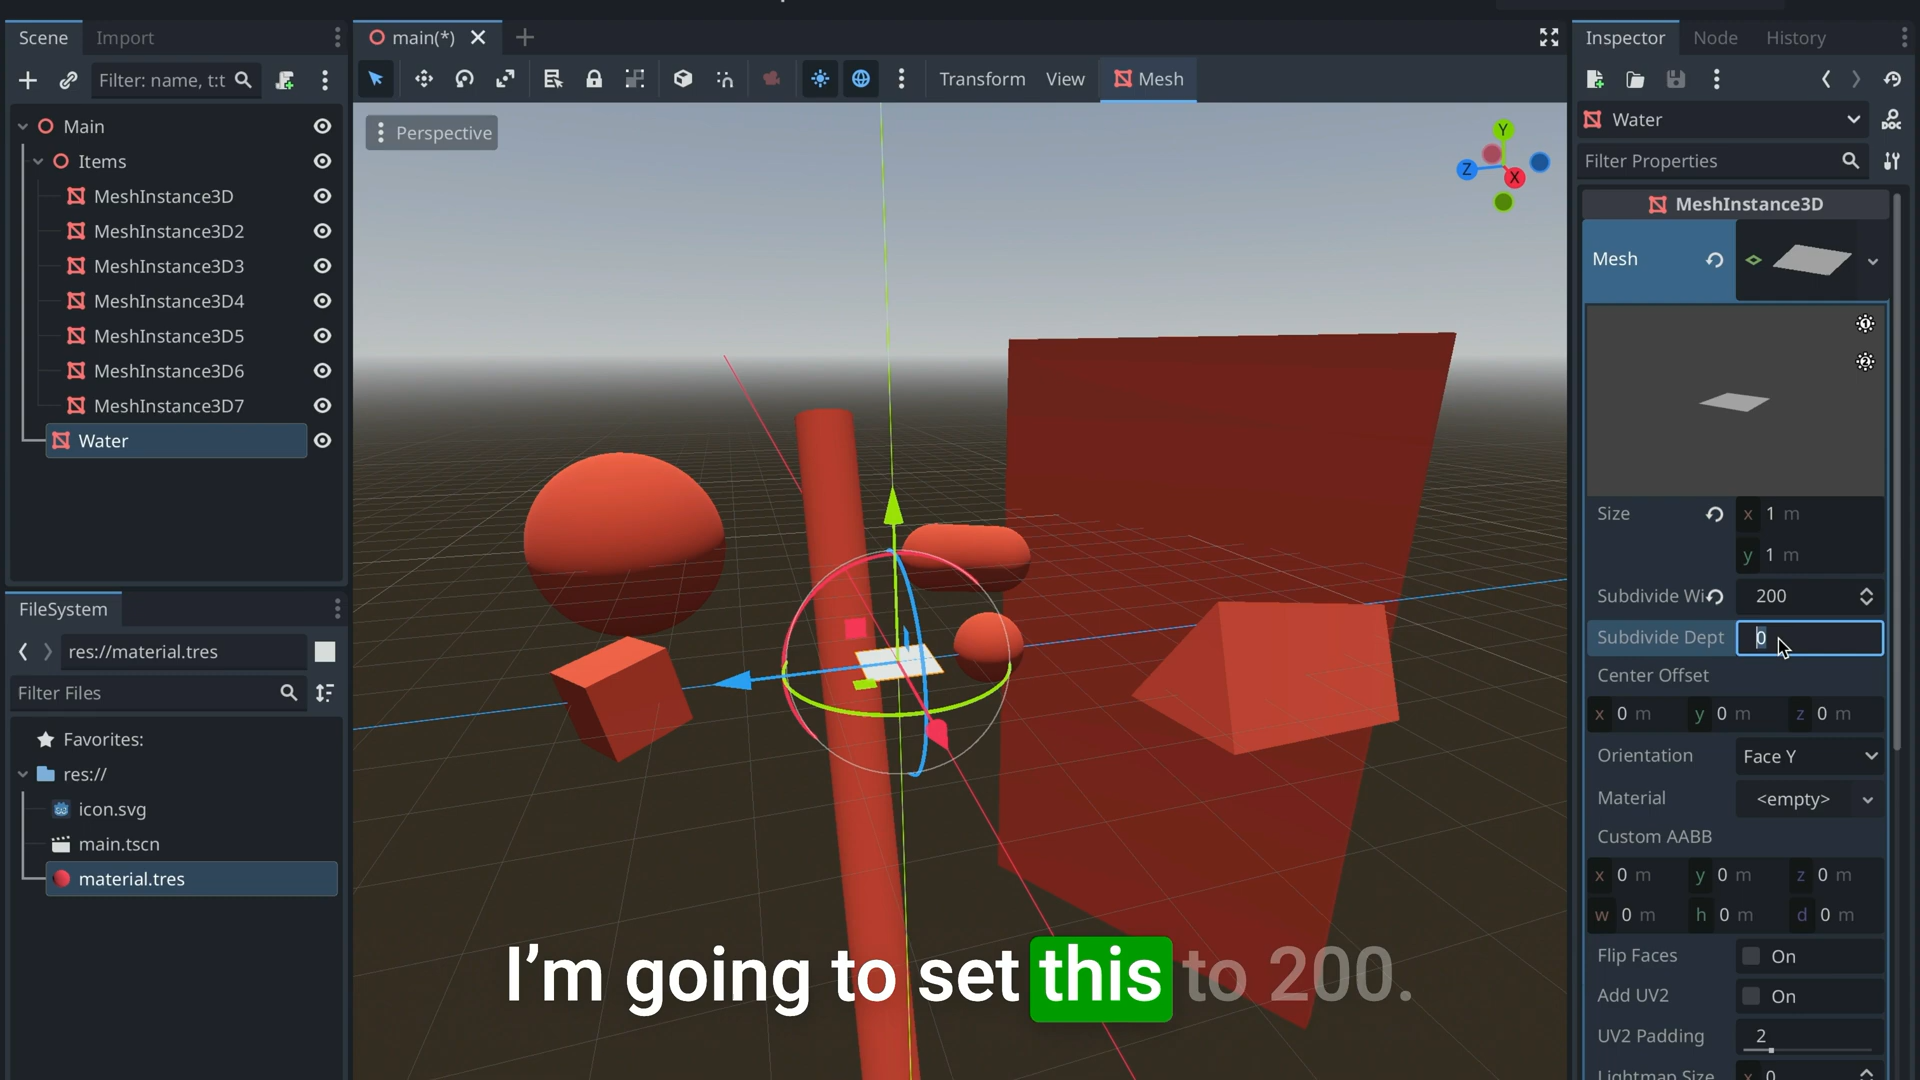 Scene
Import
Filter: name, t:t
Main
Items
MeshInstance3D
MeshInstance3D2
MeshInstance3D3
MeshInstance3D4
MeshInstance3D5
MeshInstance3D6
MeshInstance3D7
Water
FileSystem
res://material.tres
Filter Files
Favorites:
res://
icon.svg
main.tscn
material.tres
main(*)
Transform View Mesh
Perspective
Y
Z
X
I'm going to set this to 200.
Inspector Node History
Water
DOC
Filter Properties
MeshInstance3D
Mesh
1
2
Size x 1 m
y 1 m
Subdivide Wi 200
Subdivide Dept 0
Center Offset
x 0 m y 0 m z 0 m
Orientation Face Y
Material <empty>
Custom AABB
x 0 m y 0 m z 0 m
w 0 m h 0 m d 0 m
Flip Faces On
Add UV2 On
UV2 Padding 2
Lightmap Size x 0